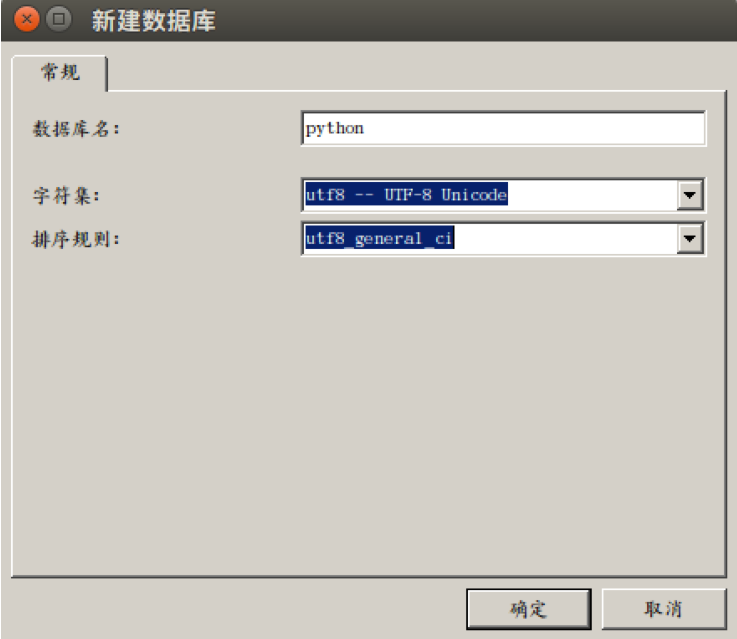 新建数据库
常规
数据库名: python
字符集: utf8 -- UTF-8 Unicode
排序规则: utf8_general_ci
确定 取消